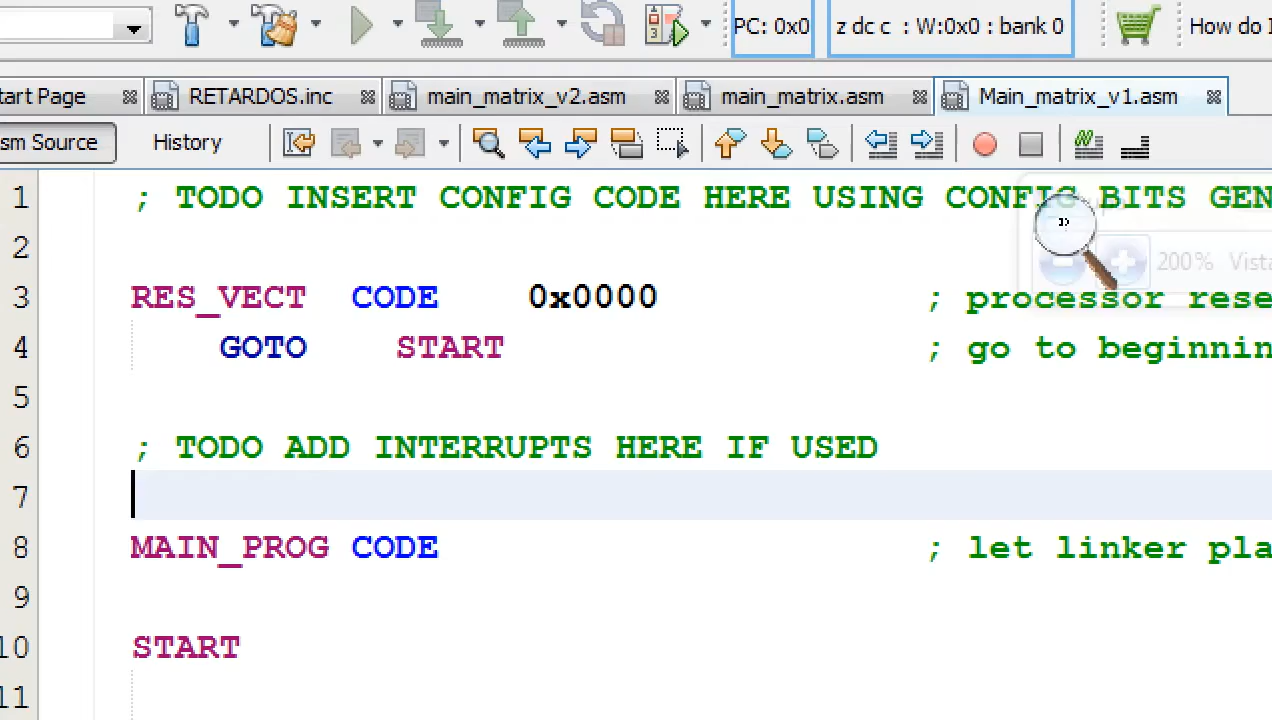 PC: 0x0 z dc c : W:0x0 : bank 0 How do I
tart Page RETARDOS.inc main_matrix_v2.asm main_matrix.asm Main_matrix_v1.asm
sm Source History
1 ; TODO INSERT CONFIG CODE HERE USING CONFIG BITS GEN
2
200% Vista
3 RES_VECT CODE 0x0000 ; processor rese
4 GOTO START ; go to beginnin
5
6 ; TODO ADD INTERRUPTS HERE IF USED
7
8 MAIN_PROG CODE ; let linker pla
9
10 START
11